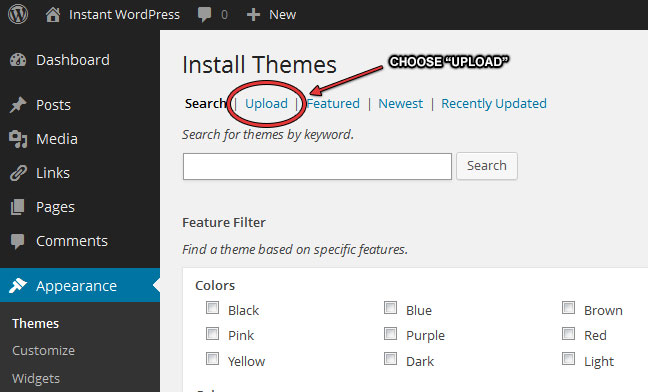 Instant WordPress 0 + New
Dashboard
Posts
Media
Links
Pages
Comments
Appearance
Themes
Customize
Widgets
Install Themes
CHOOSE “UPLOAD”
Search | Upload | Featured | Newest | Recently Updated
Search for themes by keyword.
Search
Feature Filter
Find a theme based on specific features.
Colors
Black Blue Brown
Pink Purple Red
Yellow Dark Light